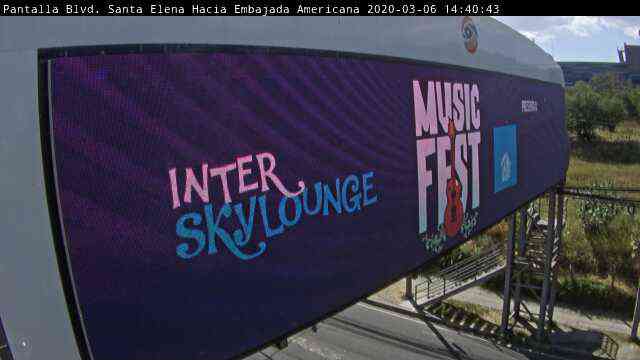 Pantalla Blvd. Santa Elena Hacia Embajada Americana 2020-03-06 14:40:43
INTER
SKYLOUNGE
MUSIC
FEST